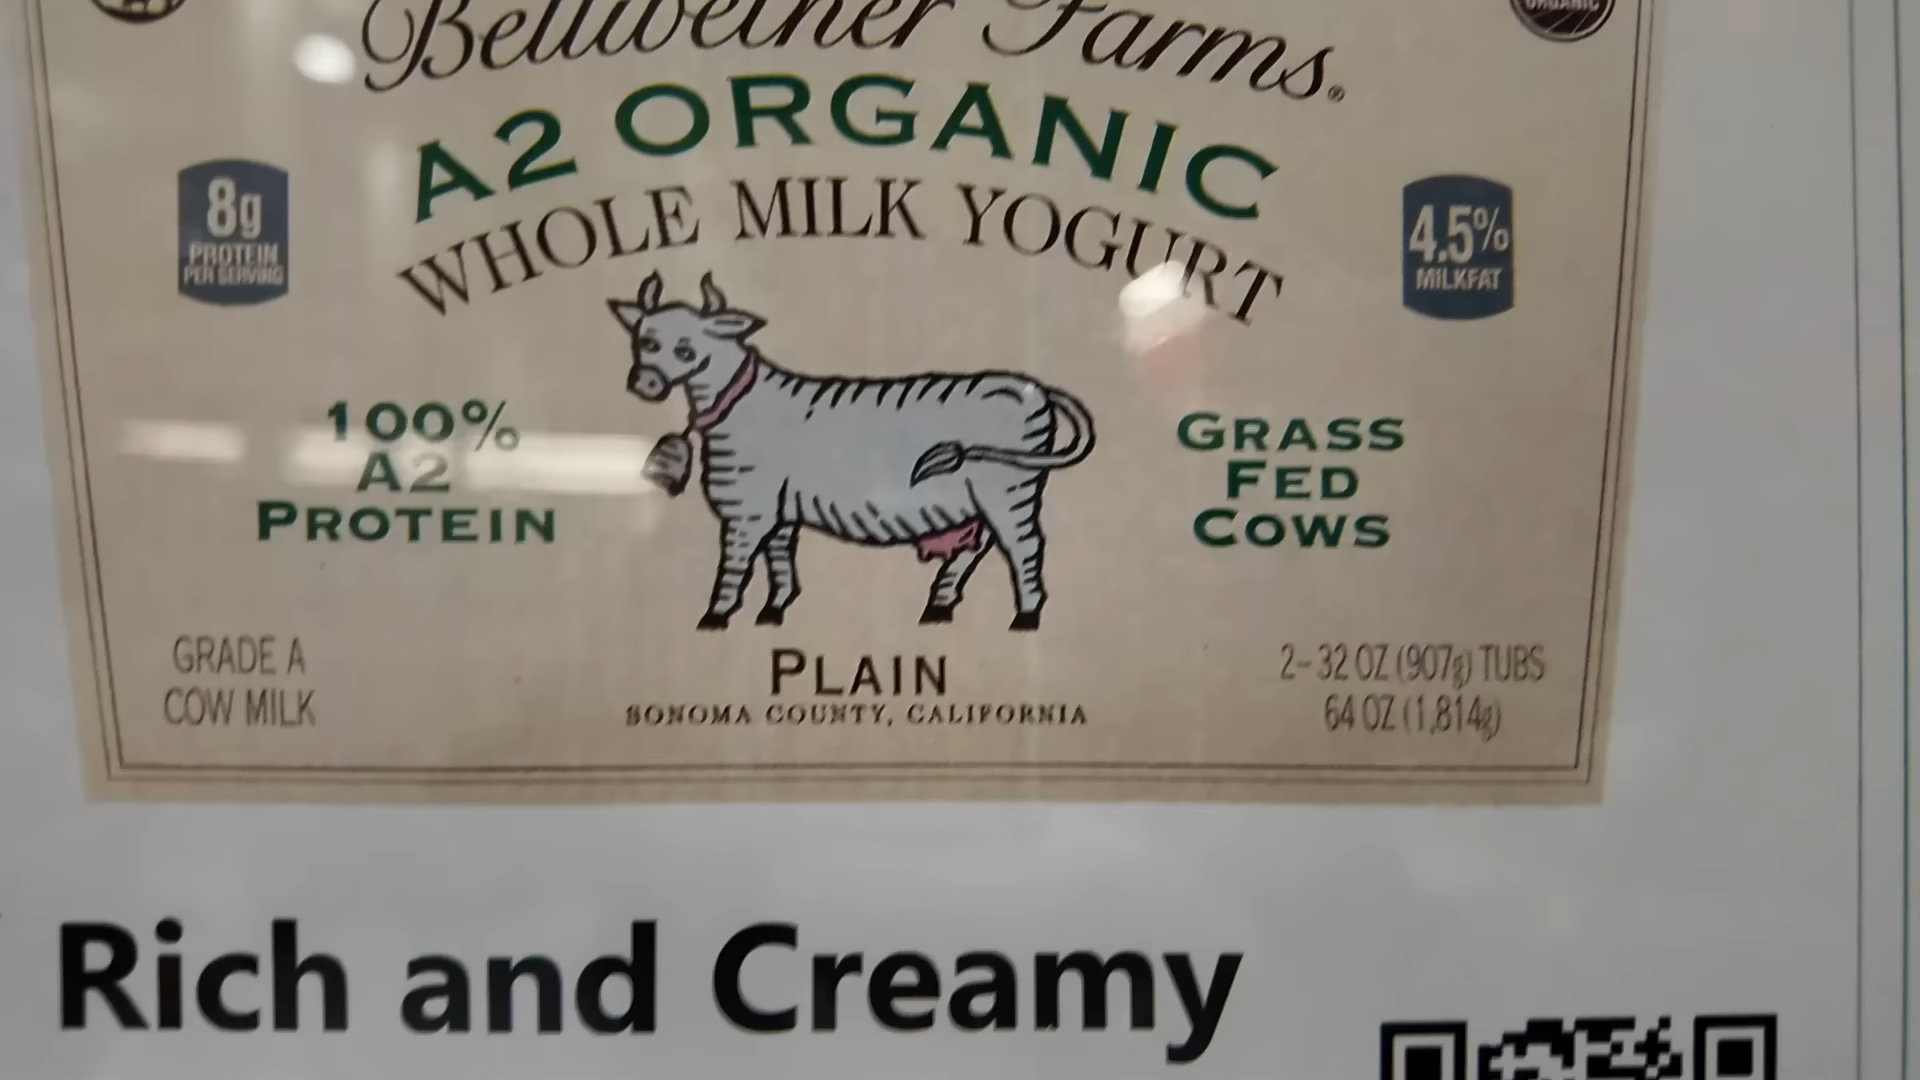 Bellwether Farms®
ORGANIC
A2 ORGANIC
WHOLE MILK YOGURT
8g
PROTEIN
PER SERVING
4.5%
MILKFAT
100%
A2
PROTEIN
GRASS
FED
COWS
GRADE A
COW MILK
PLAIN
SONOMA COUNTY, CALIFORNIA
2-32 OZ (907g) TUBS
64 OZ (1,814g)
Rich and Creamy